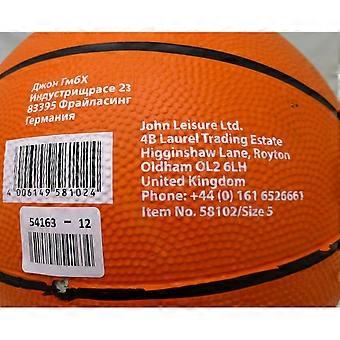 Джон ГмбХ
Индустрищрасе 23
83395 Фрайласинг
Германия
4 006149 581024
54163 - 12
John Leisure Ltd.
4B Laurel Trading Estate
Higginshaw Lane, Royton
Oldham OL2 6LH
United Kingdom
Phone: +44 (0) 161 6526661
Item No. 58102/Size 5